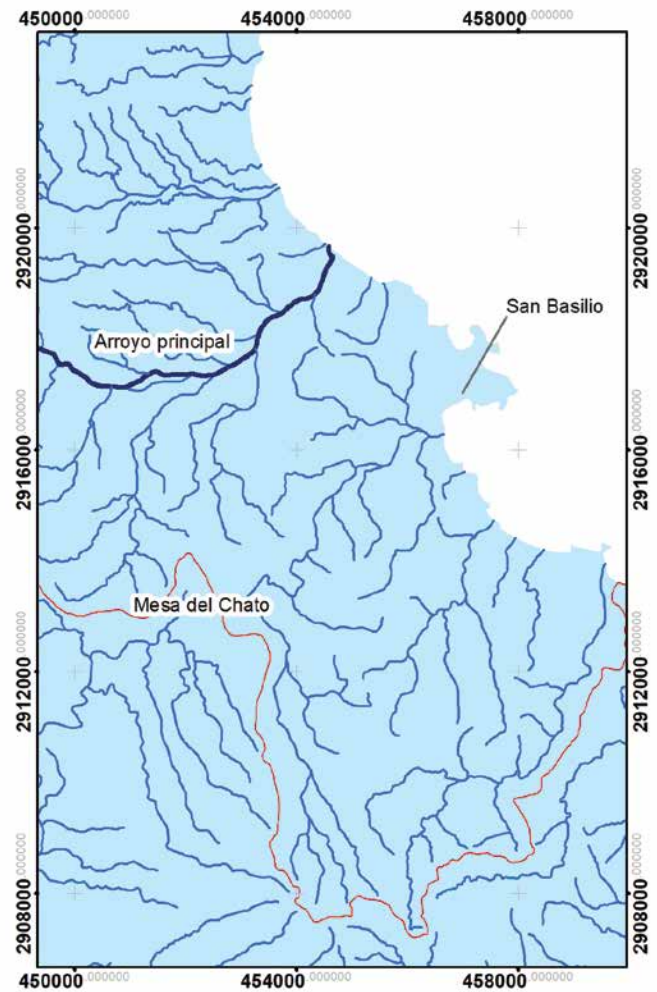 450000.000000 454000.000000 458000.000000
2920000.000000 2920000.000000
San Basilio
Arroyo principal
2916000.000000 2916000.000000
Mesa del Chato
2912000.000000 2912000.000000
2908000.000000 2908000.000000
450000.000000 454000.000000 458000.000000